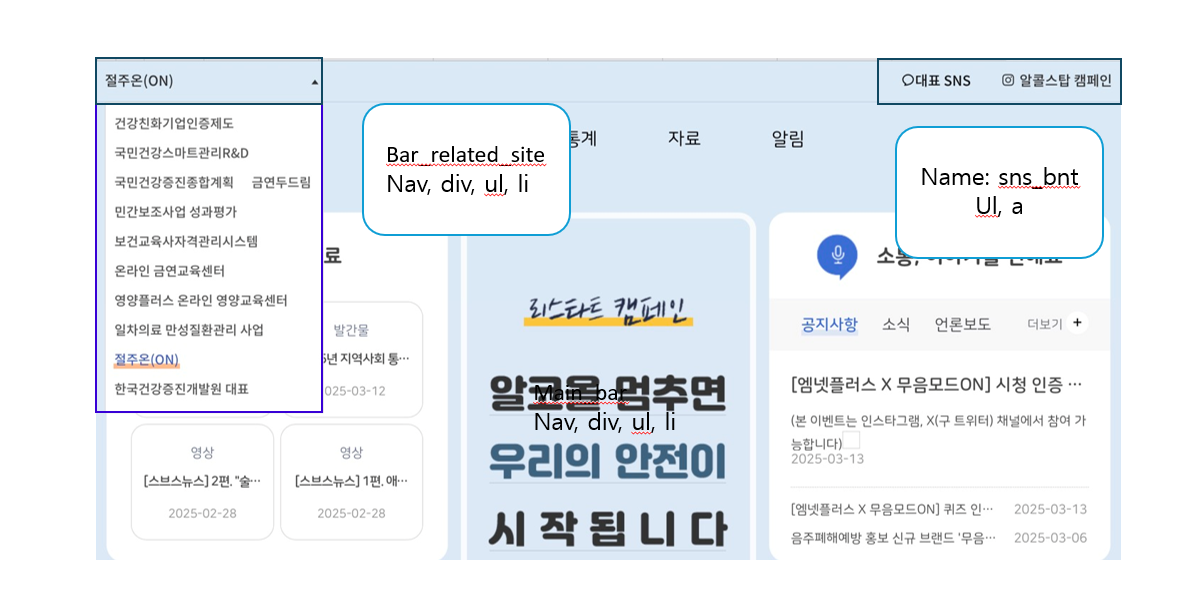 절주온(ON)
대표 SNS
알콜스탑 캠페인
건강친화기업인증제도
국민건강스마트관리R&D
국민건강증진종합계획 금연두드림
민간보조사업 성과평가
보건교육사자격관리시스템
온라인 금연교육센터
영양플러스 온라인 영양교육센터
일차의료 만성질환관리 사업
절주온(ON)
한국건강증진개발원 대표
Bar_related_site
Nav, div, ul, li
통계
자료
알림
Name: sns_bnt
Ul, a
료
발간물
5년 지역사회 통…
025-03-12
영상
[스브스뉴스] 2편. "술…
2025-02-28
영상
[스브스뉴스] 1편. 애…
2025-02-28
리스타트 캠페인
알코올 멈추면
Main_bar
Nav, div, ul, li
우리의 안전이
시작됩니다
소통,
공지사항
소식
언론보도
더보기 +
[엠넷플러스 X 무음모드ON] 시청 인증 …
(본 이벤트는 인스타그램, X(구 트위터) 채널에서 참여 가
능합니다)
2025-03-13
[엠넷플러스 X 무음모드ON] 퀴즈 인… 2025-03-13
음주폐해예방 홍보 신규 브랜드 '무음… 2025-03-06